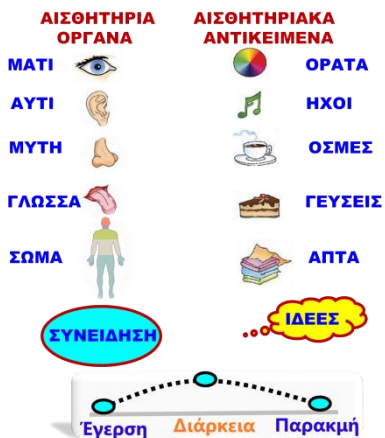 ΑΙΣΘΗΤΗΡΙΑ ΟΡΓΑΝΑ
ΑΙΣΘΗΤΗΡΙΑΚΑ ΑΝΤΙΚΕΙΜΕΝΑ
ΜΑΤΙ ΟΡΑΤΑ
ΑΥΤΙ ΗΧΟΙ
ΜΥΤΗ ΟΣΜΕΣ
ΓΛΩΣΣΑ ΓΕΥΣΕΙΣ
ΣΩΜΑ ΑΠΤΑ
ΣΥΝΕΙΔΗΣΗ ΙΔΕΕΣ
Έγερση Διάρκεια Παρακμή